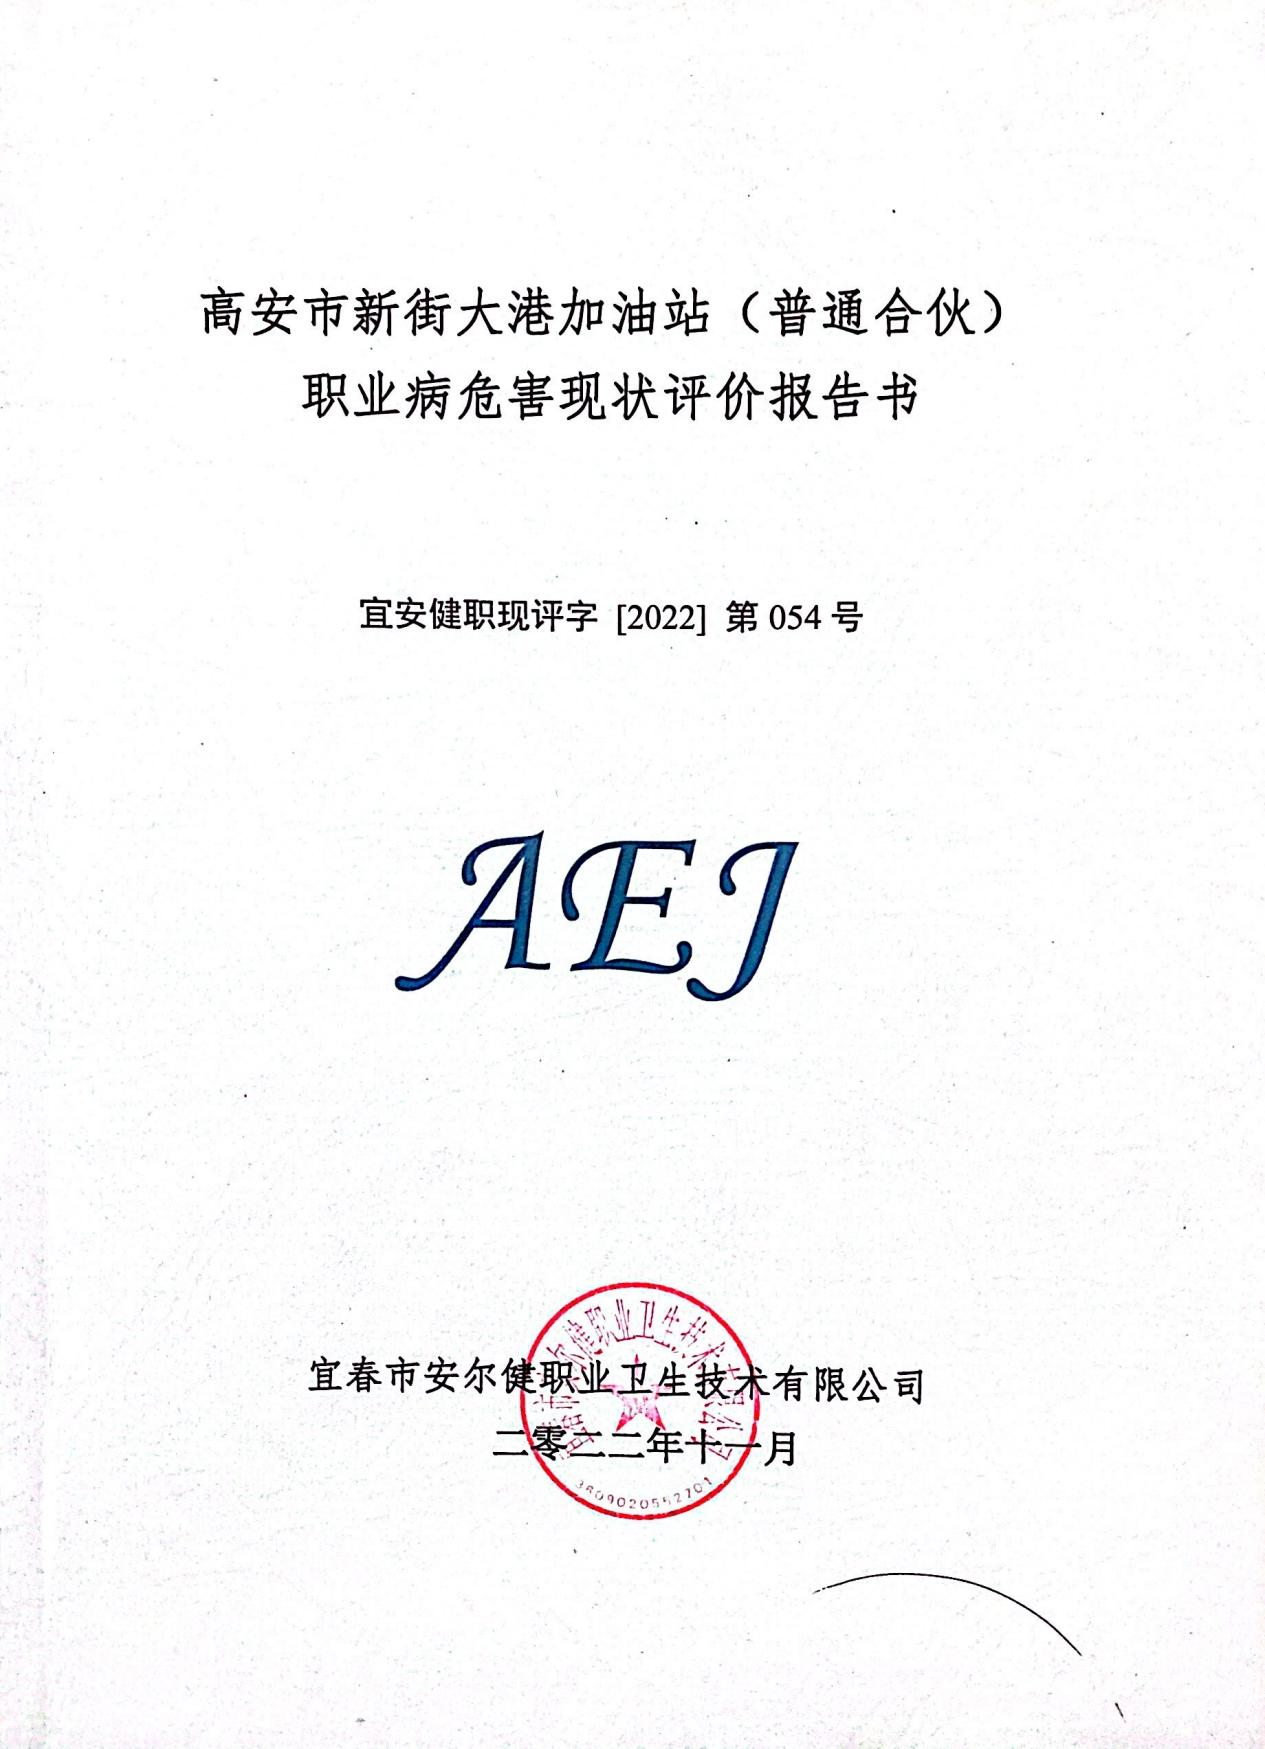 高安市新街大港加油站（普通合伙）
职业病危害现状评价报告书
宜安健职现评字 [2022] 第 054 号
AEJ
宜春市安尔健职业卫生技术有限公司
二零二二年十一月
3609020552701